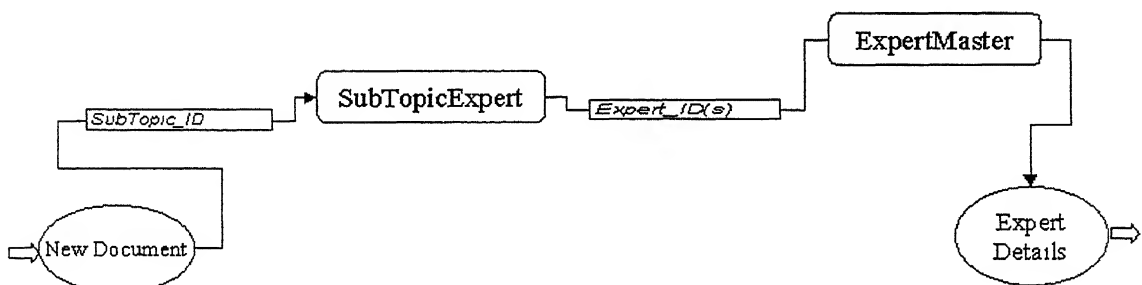 ExpertMaster
SubTopicExpert
SubTopic_ID
Expert_ID(s)
New Document
Expert
Details